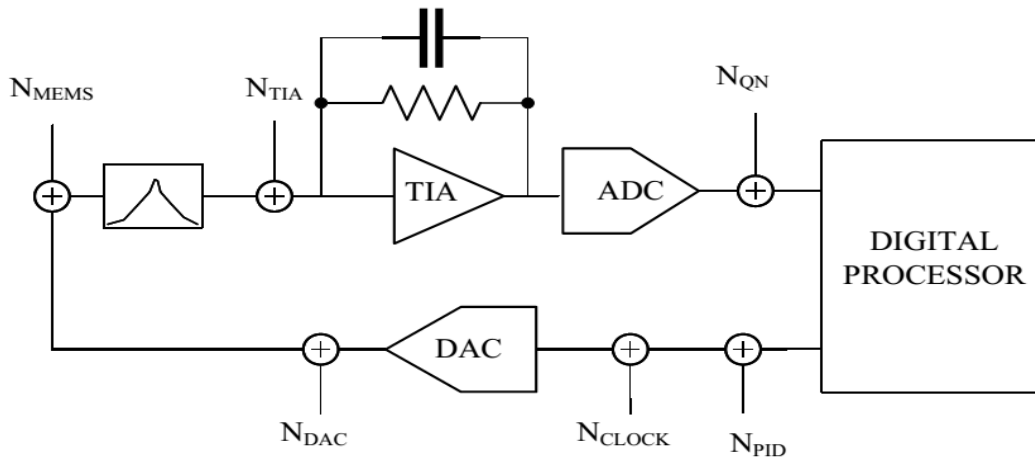 N_MEMS
N_TIA
N_QN
TIA
ADC
DIGITAL
PROCESSOR
DAC
N_DAC
N_CLOCK
N_PID